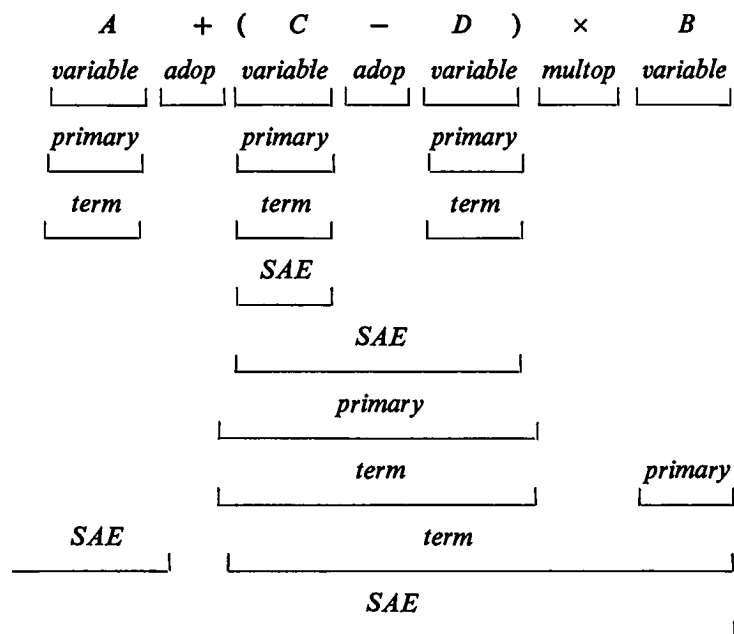 A + ( C − D ) × B
variable adop variable adop variable multop variable
primary primary primary
term term term
SAE
SAE
primary
term primary
SAE term
SAE